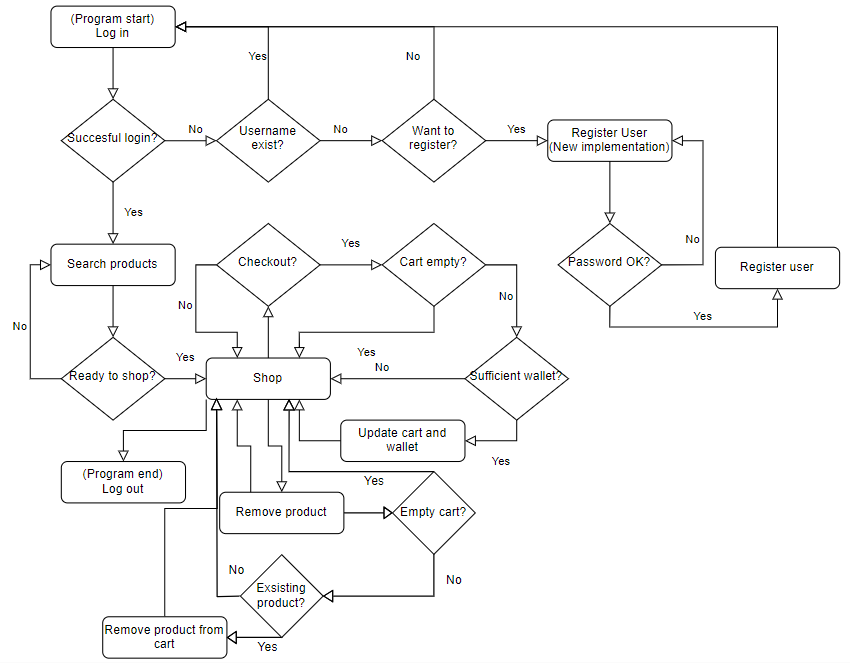 (Program start)
Log in
Yes
No
Succesful login?
No
Username
exist?
No
Want to
register?
Yes
Register User
(New implementation)
Yes
No
Search products
Checkout?
Yes
Cart empty?
Password OK?
Register user
No
No
No
Yes
Yes
Yes
No
Ready to shop?
Shop
Sufficient wallet?
Update cart and
wallet
Yes
(Program end)
Log out
Yes
Remove product
Empty cart?
No
No
Exsisting
product?
Yes
Remove product from
cart